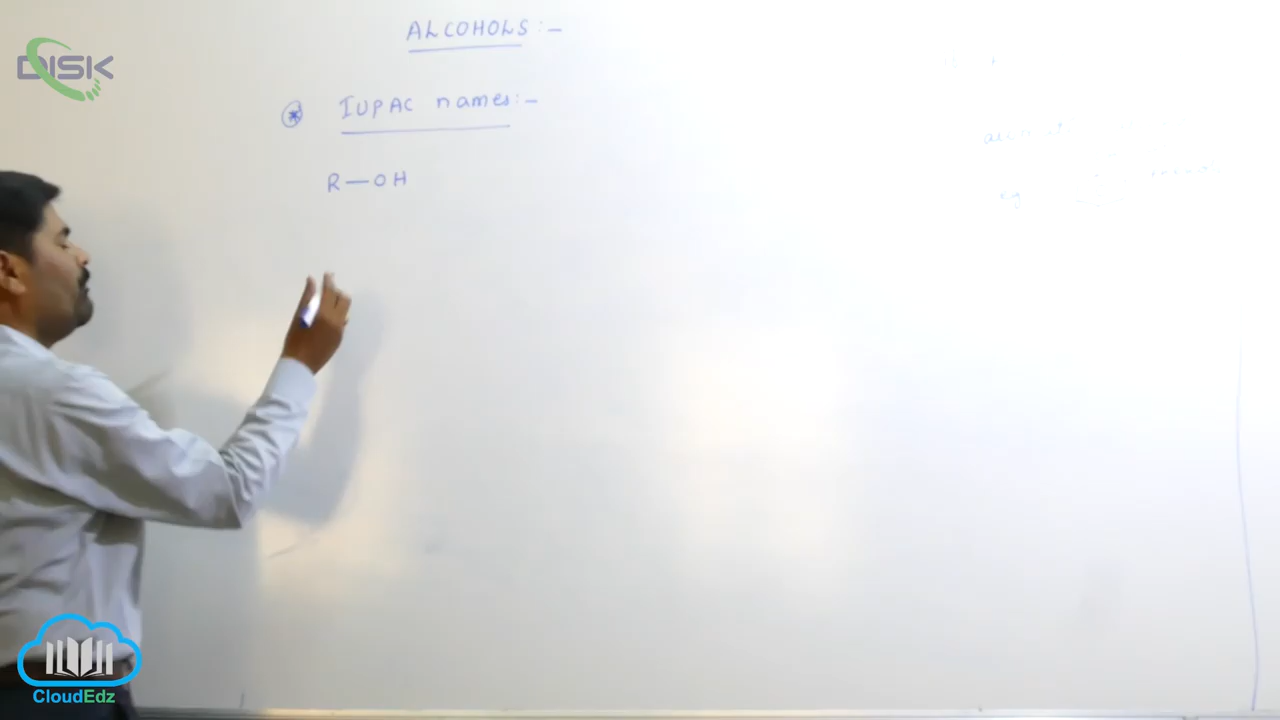 ALCOHOLS:-
DISK
* IUPAC names:-
R—OH
CloudEdz